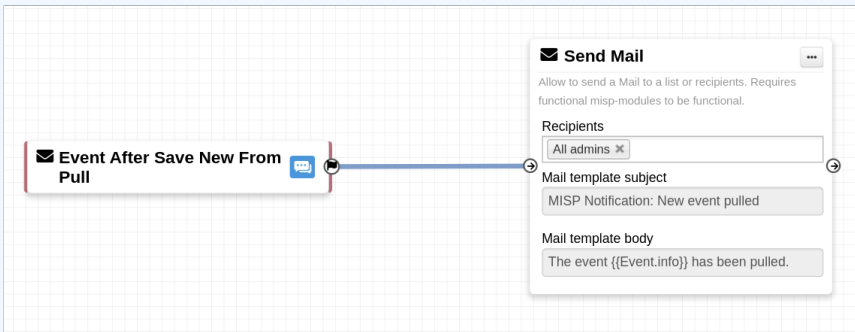 Event After Save New From
Pull
Send Mail
Allow to send a Mail to a list or recipients. Requires
functional misp-modules to be functional.
Recipients
All admins
Mail template subject
MISP Notification: New event pulled
Mail template body
The event {{Event.info}} has been pulled.